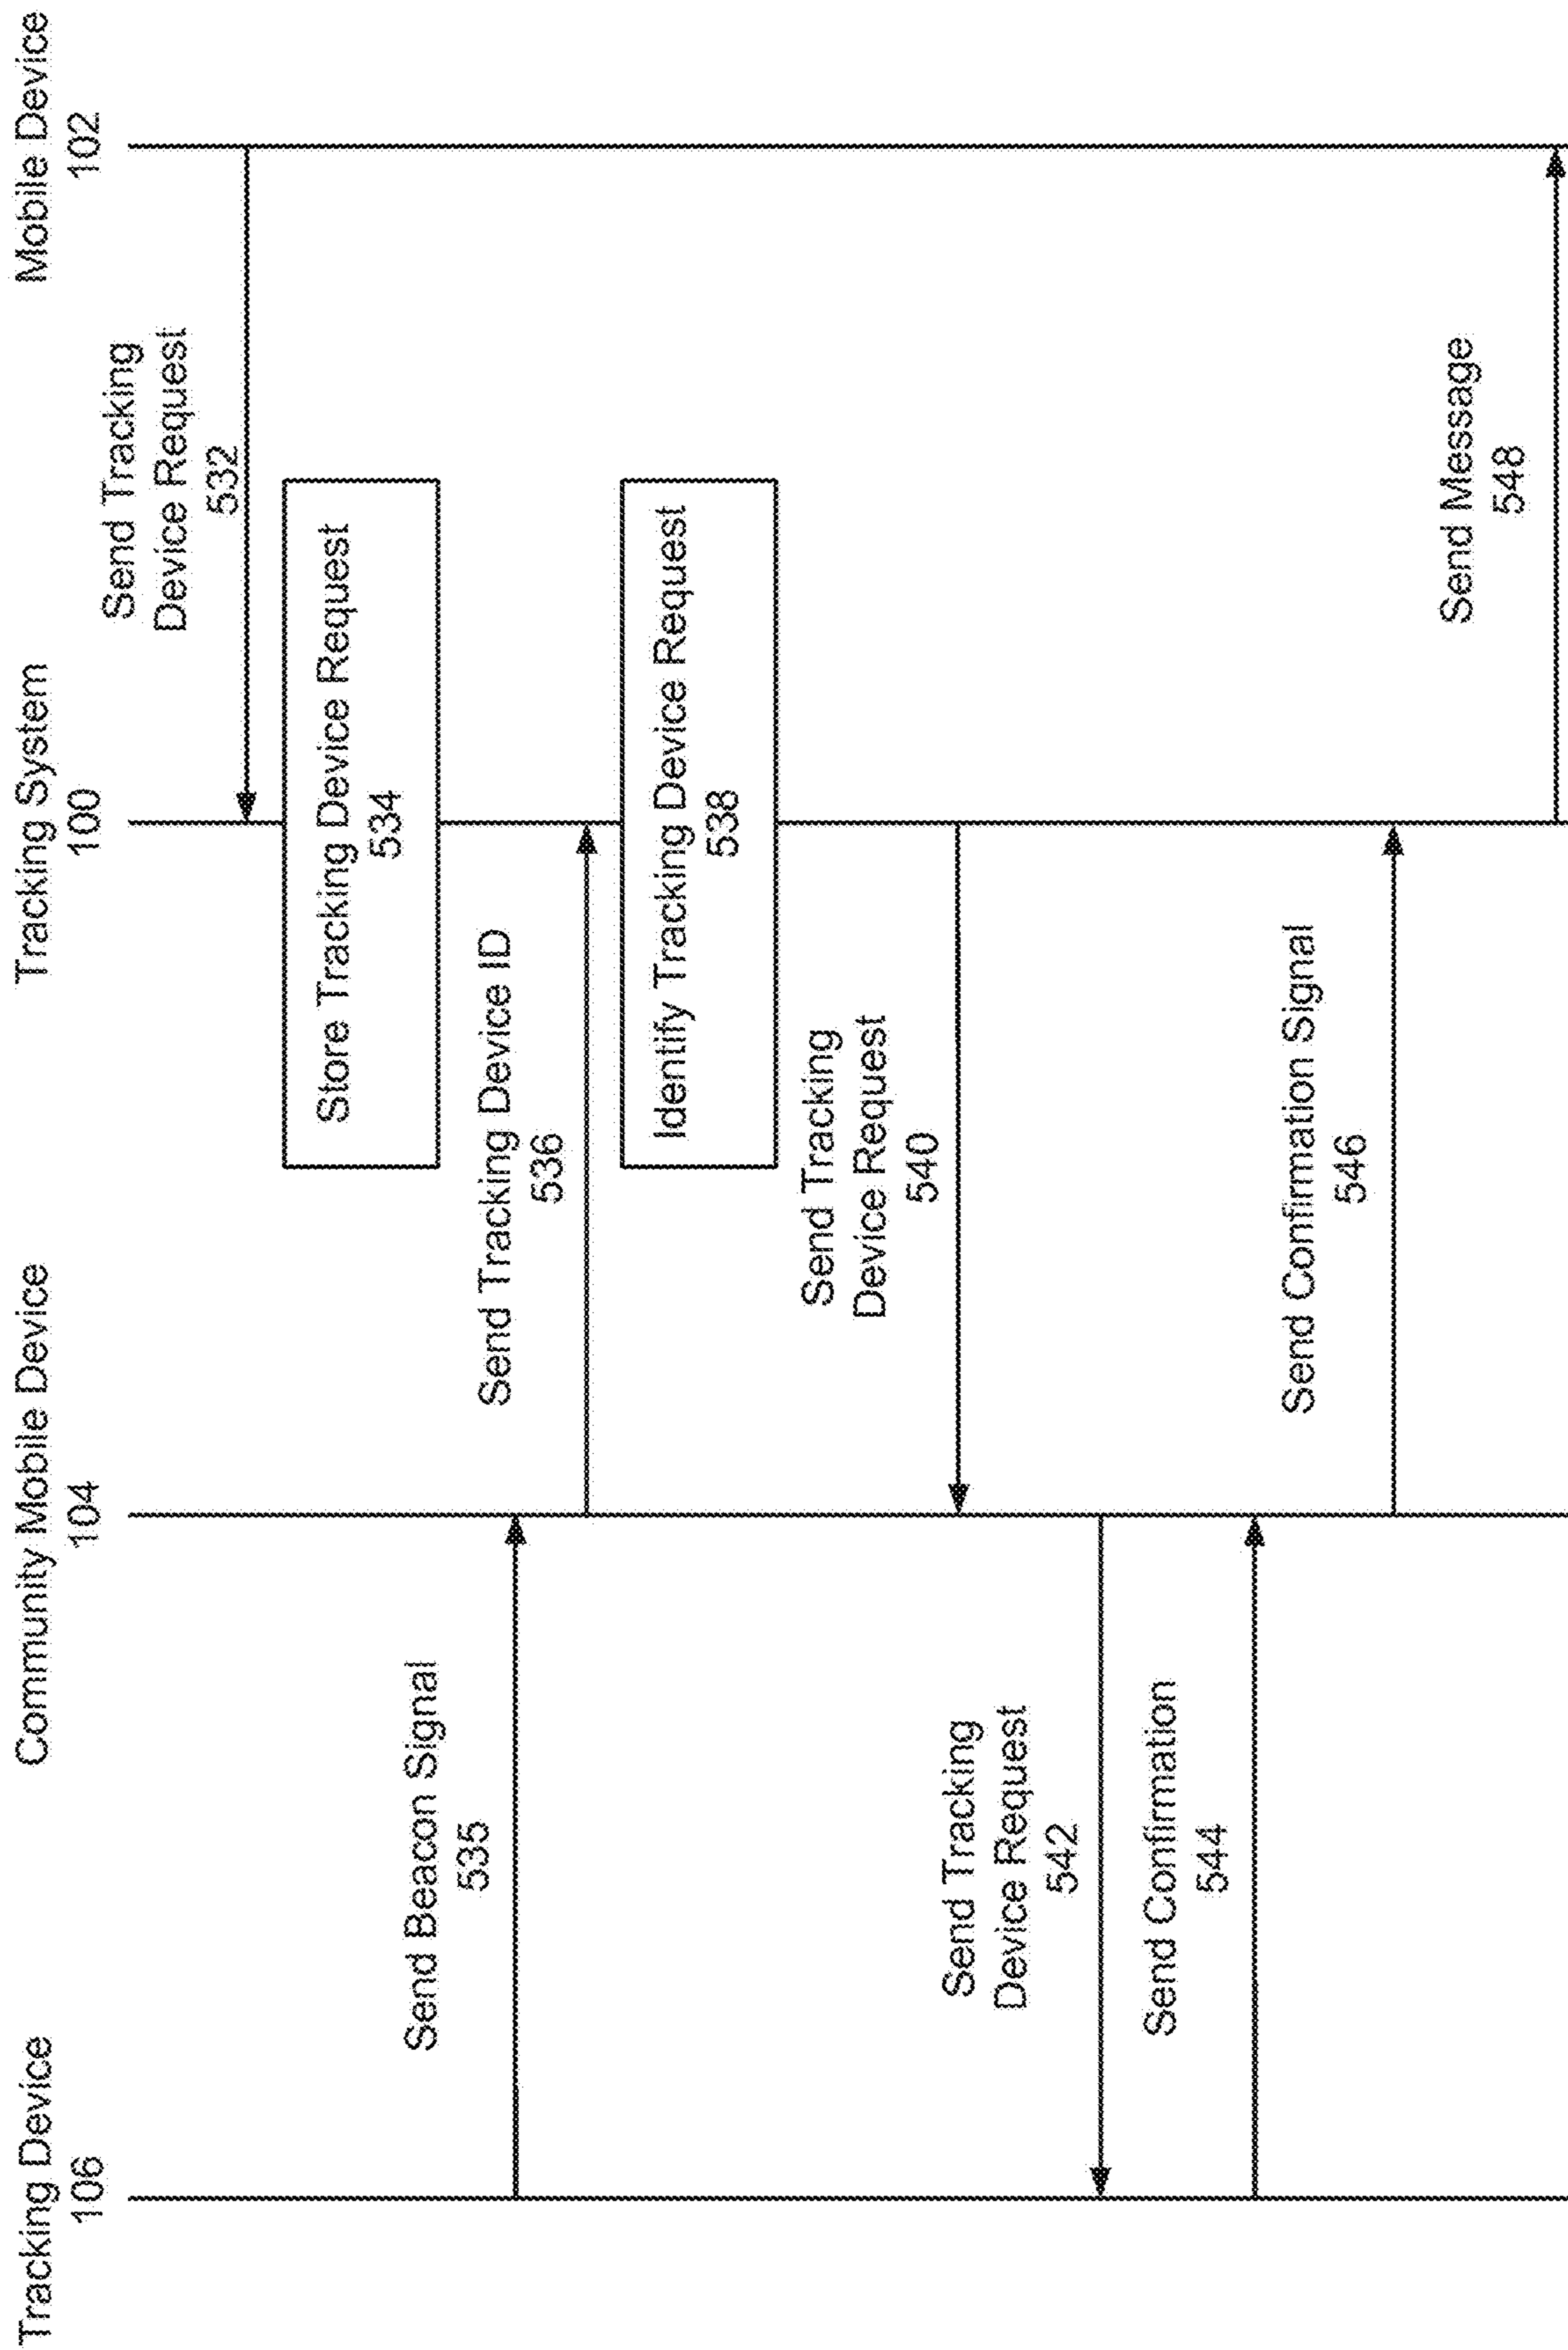 Tracking Device
106
Community Mobile Device
104
Tracking System
100
Mobile Device
102
Send Tracking
Device Request
532
Store Tracking Device Request
534
Send Beacon Signal
535
Send Tracking Device ID
536
Identify Tracking Device Request
538
Send Tracking
Device Request
540
Send Tracking
Device Request
542
Send Confirmation
544
Send Confirmation Signal
546
Send Message
548